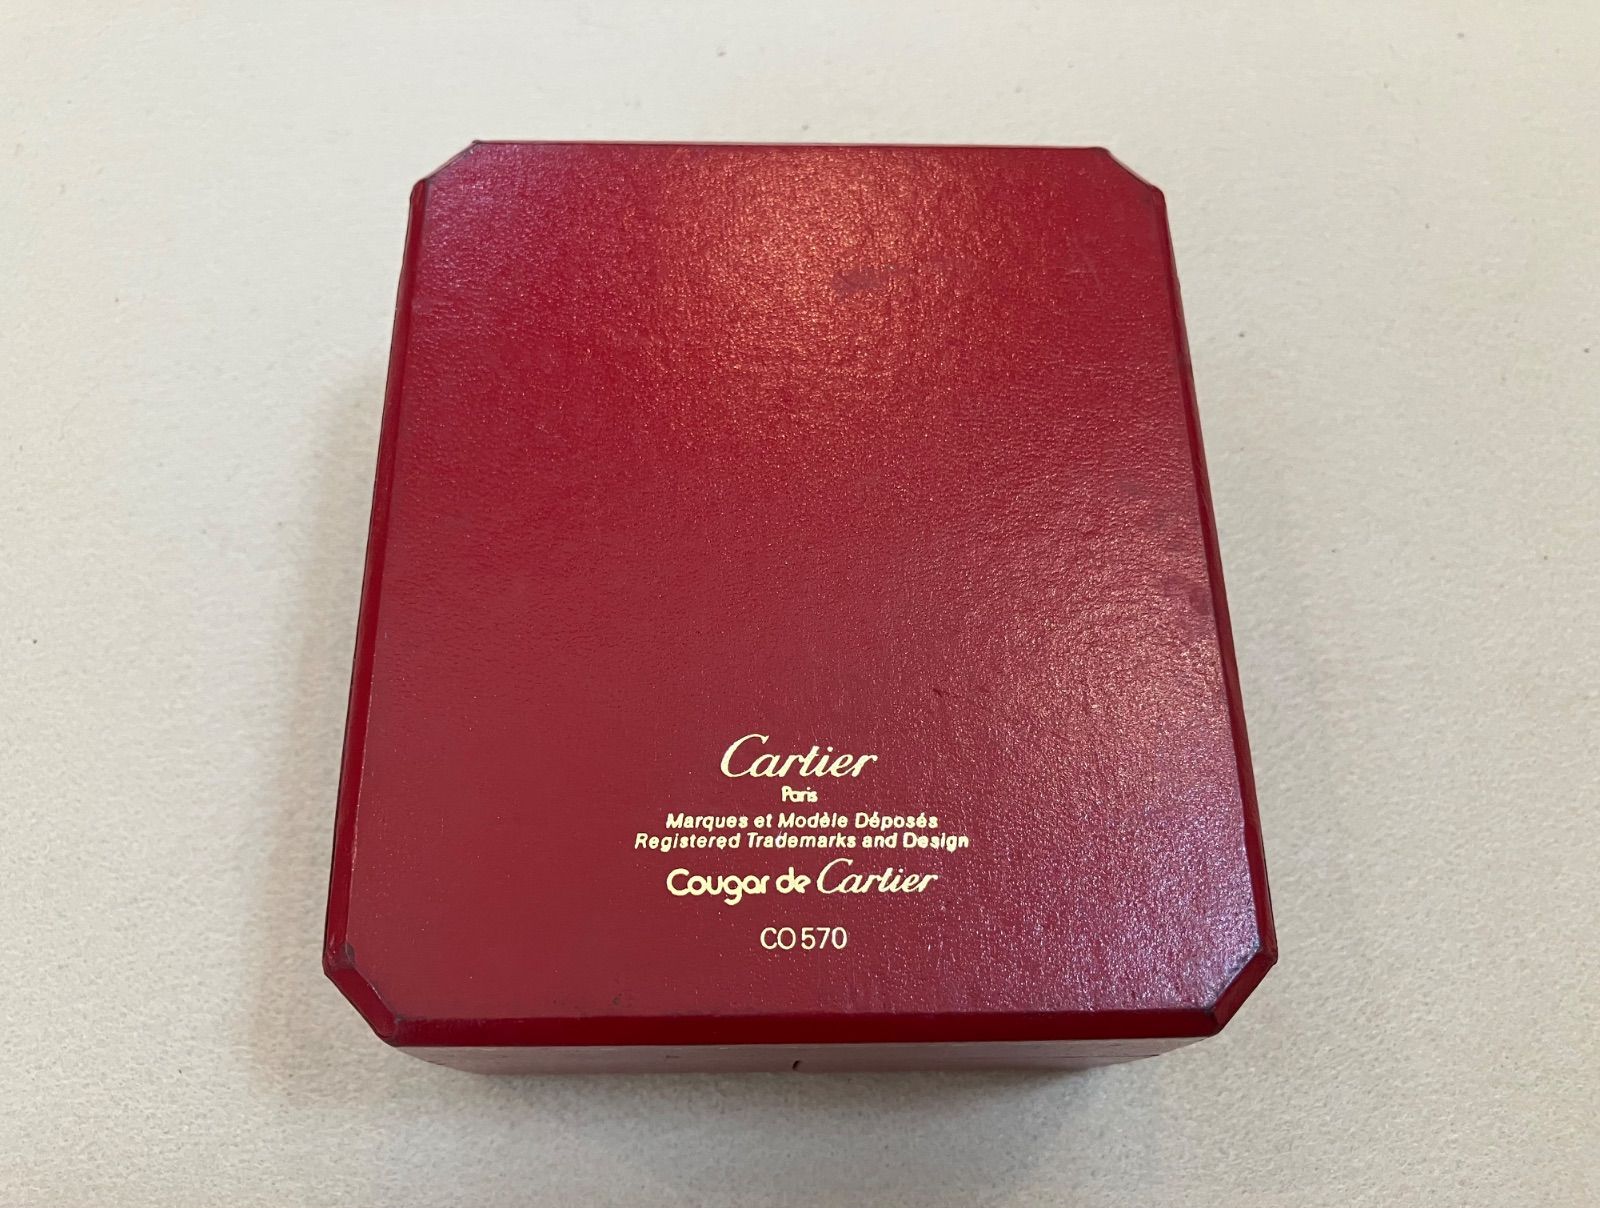 Cartier
Paris
Marques et Modèle Déposés
Registered Trademarks and Design
Cougar de Cartier
CO 570